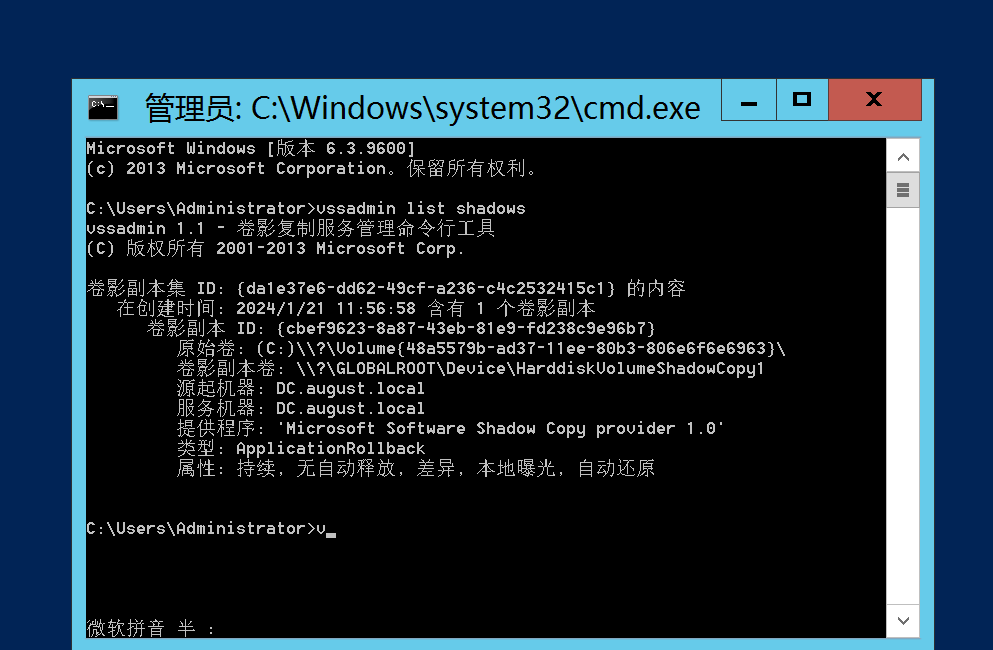 管理员: C:\Windows\system32\cmd.exe
Microsoft Windows [版本 6.3.9600]
(c) 2013 Microsoft Corporation。保留所有权利。
C:\Users\Administrator>vssadmin list shadows
vssadmin 1.1 - 卷影复制服务管理命令行工具
(C) 版权所有 2001-2013 Microsoft Corp.
卷影副本集 ID: {da1e37e6-dd62-49cf-a236-c4c2532415c1} 的内容
在创建时间: 2024/1/21 11:56:58 含有 1 个卷影副本
卷影副本 ID: {cbef9623-8a87-43eb-81e9-fd238c9e96b7}
原始卷: (C:)\\?\Volume{48a5579b-ad37-11ee-80b3-806e6f6e6963}\
卷影副本卷: \\?\GLOBALROOT\Device\HarddiskVolumeShadowCopy1
源起机器: DC.august.local
服务机器: DC.august.local
提供程序: 'Microsoft Software Shadow Copy provider 1.0'
类型: ApplicationRollback
属性: 持续, 无自动释放, 差异, 本地曝光, 自动还原
C:\Users\Administrator>v
微软拼音 半 :